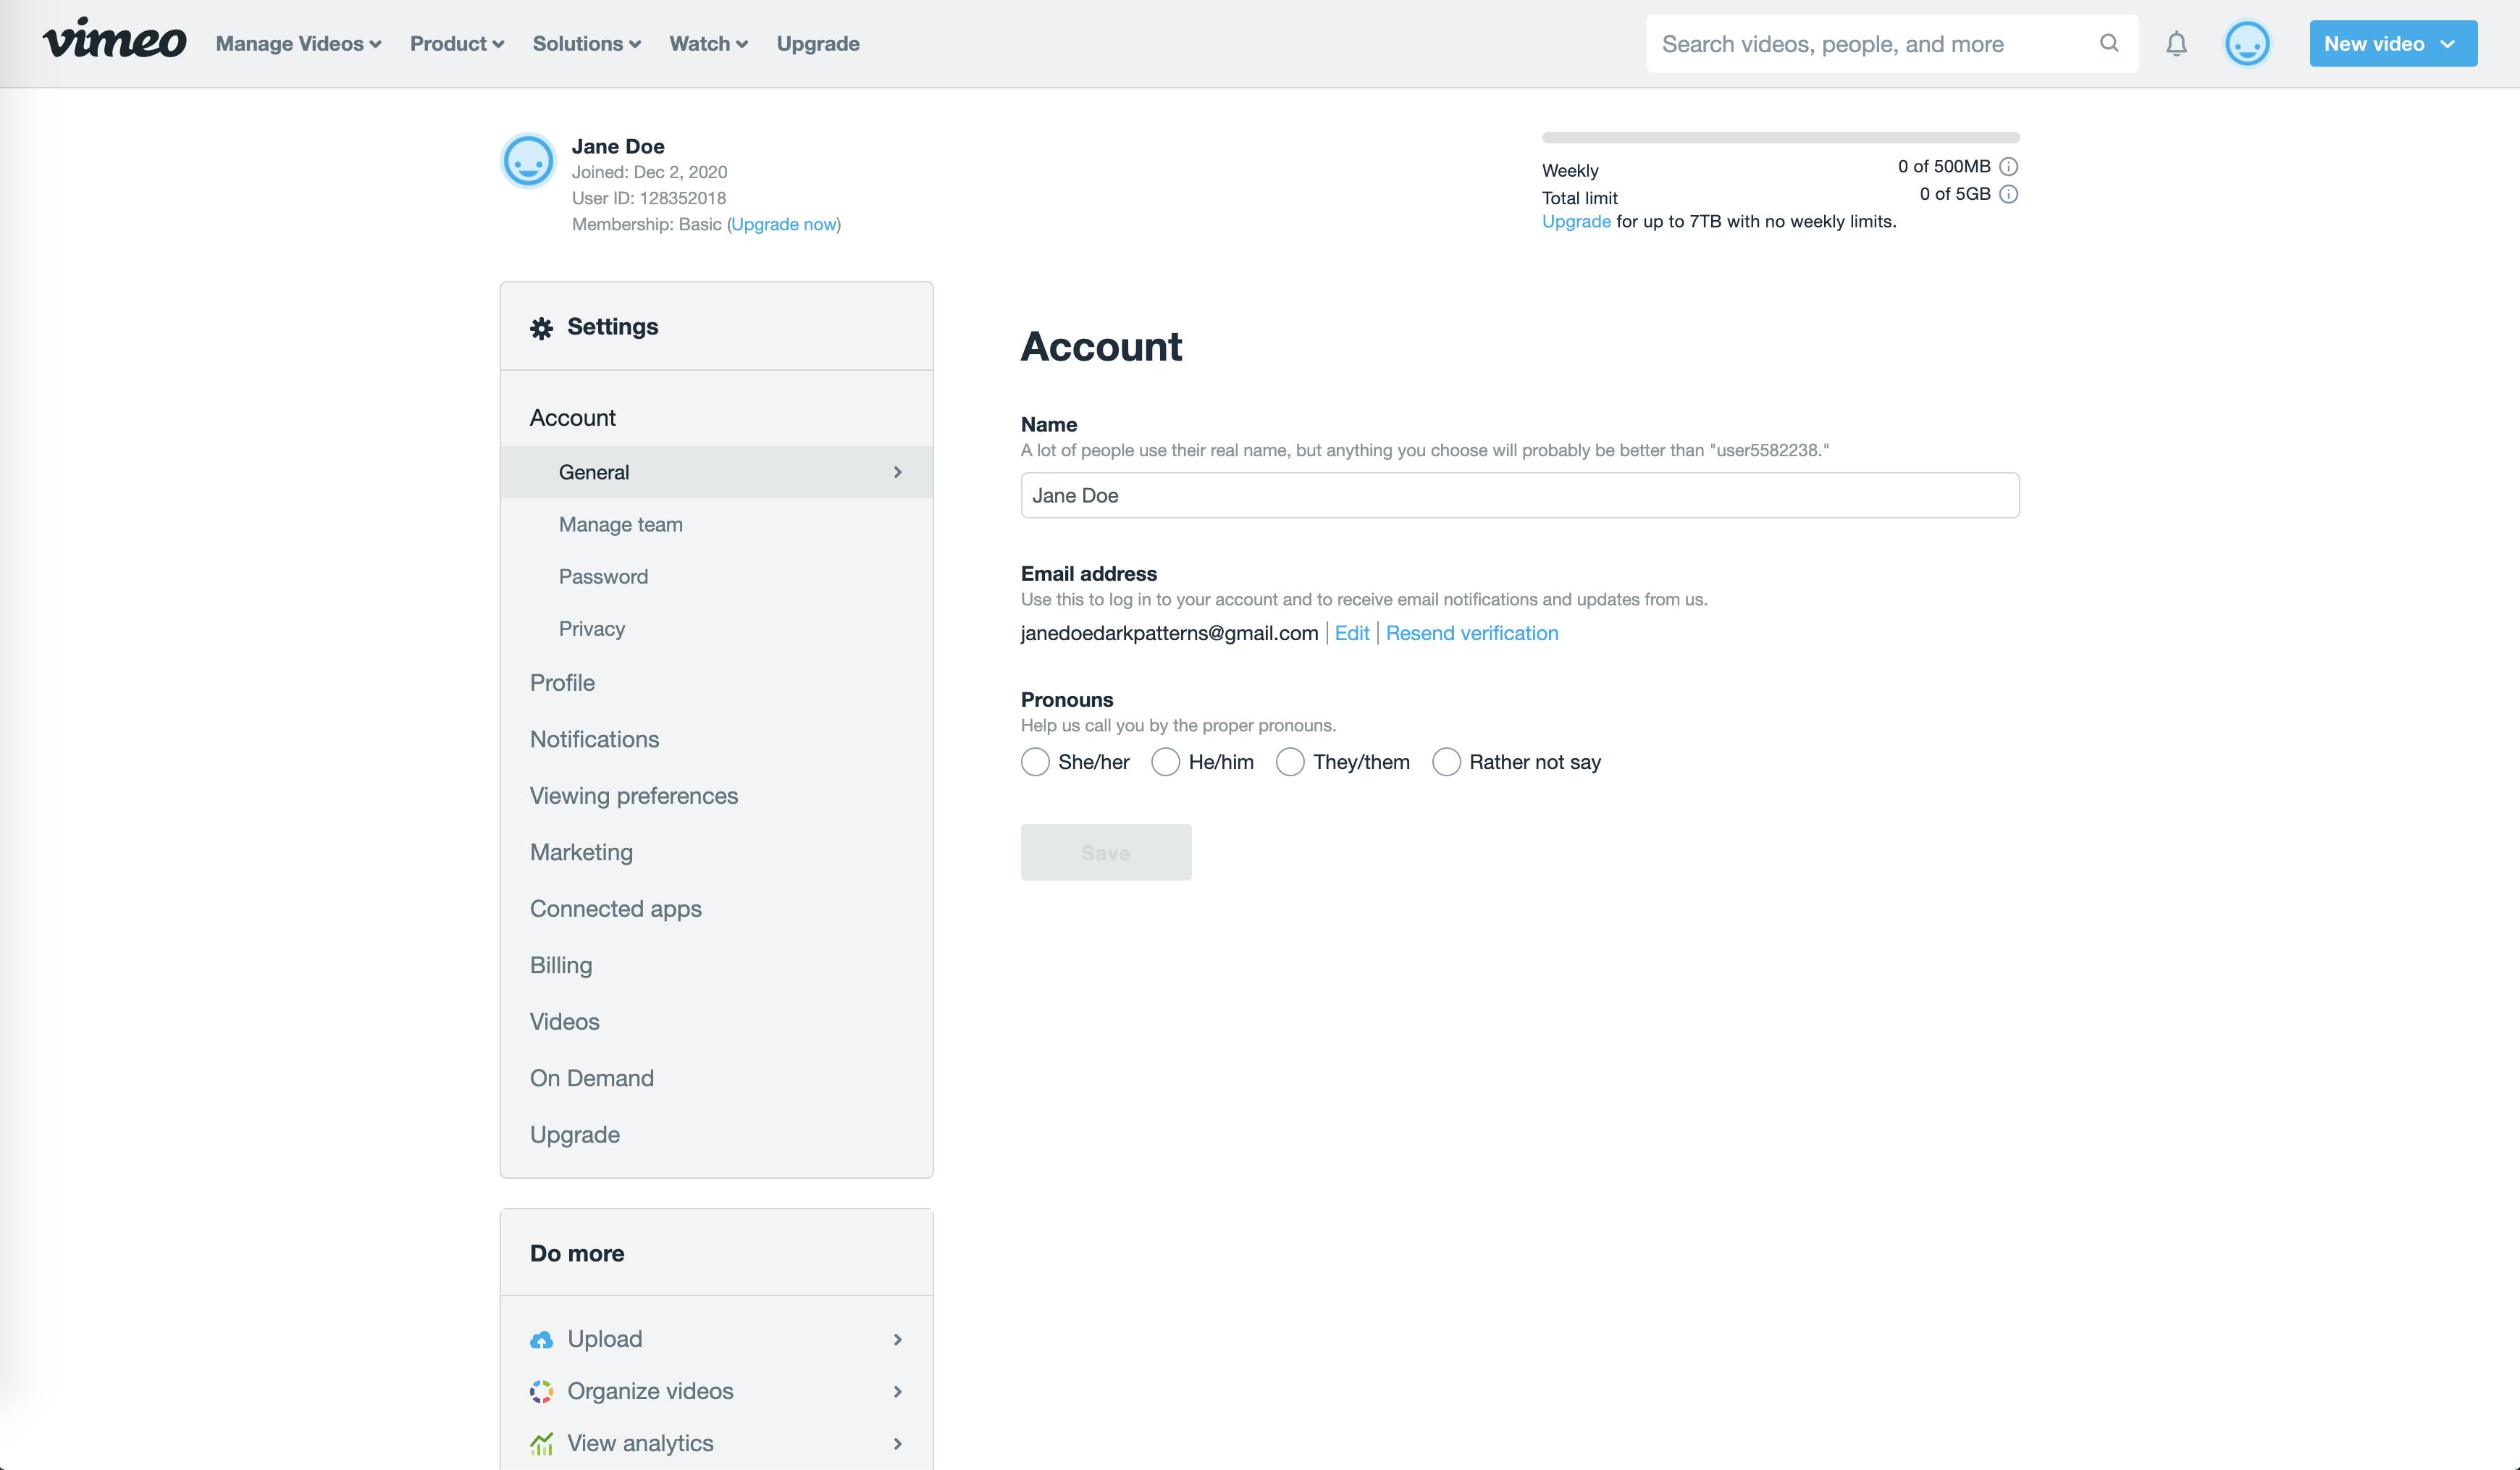 vimeo
Manage Videos
Product
Solutions
Watch
Upgrade
Search videos, people, and more
New video
Jane Doe
Joined: Dec 2, 2020
User ID: 128352018
Membership: Basic (Upgrade now)
Weekly 0 of 500MB
Total limit 0 of 5GB
Upgrade for up to 7TB with no weekly limits.
Settings
Account
General
Manage team
Password
Privacy
Profile
Notifications
Viewing preferences
Marketing
Connected apps
Billing
Videos
On Demand
Upgrade
Do more
Upload
Organize videos
View analytics
Account
Name
A lot of people use their real name, but anything you choose will probably be better than "user5582238."
Jane Doe
Email address
Use this to log in to your account and to receive email notifications and updates from us.
janedoedarkpatterns@gmail.com | Edit | Resend verification
Pronouns
Help us call you by the proper pronouns.
She/her He/him They/them Rather not say
Save